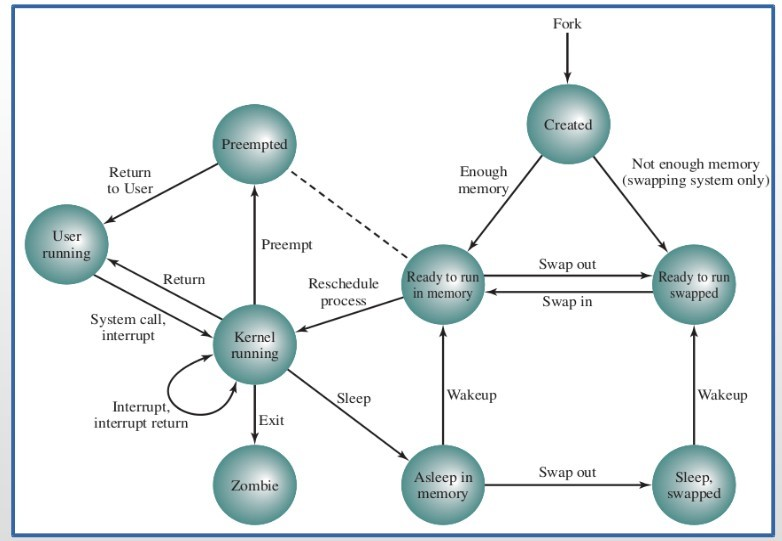 Fork
Created
Preempted
Enough
memory
Not enough memory
(swapping system only)
Return
to User
User
running
Preempt
Return
Reschedule
process
Ready to run
in memory
Swap out
Swap in
Ready to run
swapped
System call,
interrupt
Kernel
running
Interrupt,
interrupt return
Sleep
Exit
Wakeup
Wakeup
Zombie
Asleep in
memory
Swap out
Sleep,
swapped